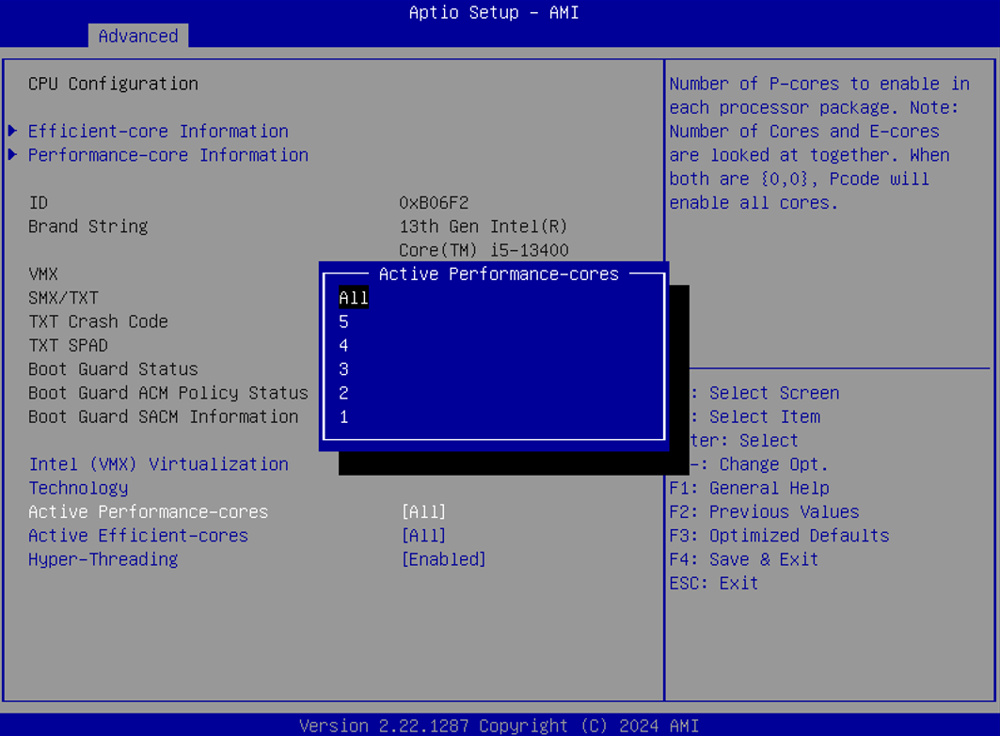 Aptio Setup - AMI
Advanced
CPU Configuration
Efficient-core Information
Performance-core Information
ID 0xB06F2
Brand String 13th Gen Intel(R)
Core(TM) i5-13400
VMX
SMX/TXT
TXT Crash Code
TXT SPAD
Boot Guard Status
Boot Guard ACM Policy Status
Boot Guard SACM Information
Intel (VMX) Virtualization
Technology
Active Performance-cores [All]
Active Efficient-cores [All]
Hyper-Threading [Enabled]
Active Performance-cores
All
5
4
3
2
1
Number of P-cores to enable in
each processor package. Note:
Number of Cores and E-cores
are looked at together. When
both are {0,0}, Pcode will
enable all cores.
: Select Screen
: Select Item
ter: Select
-: Change Opt.
F1: General Help
F2: Previous Values
F3: Optimized Defaults
F4: Save & Exit
ESC: Exit
Version 2.22.1287 Copyright (C) 2024 AMI